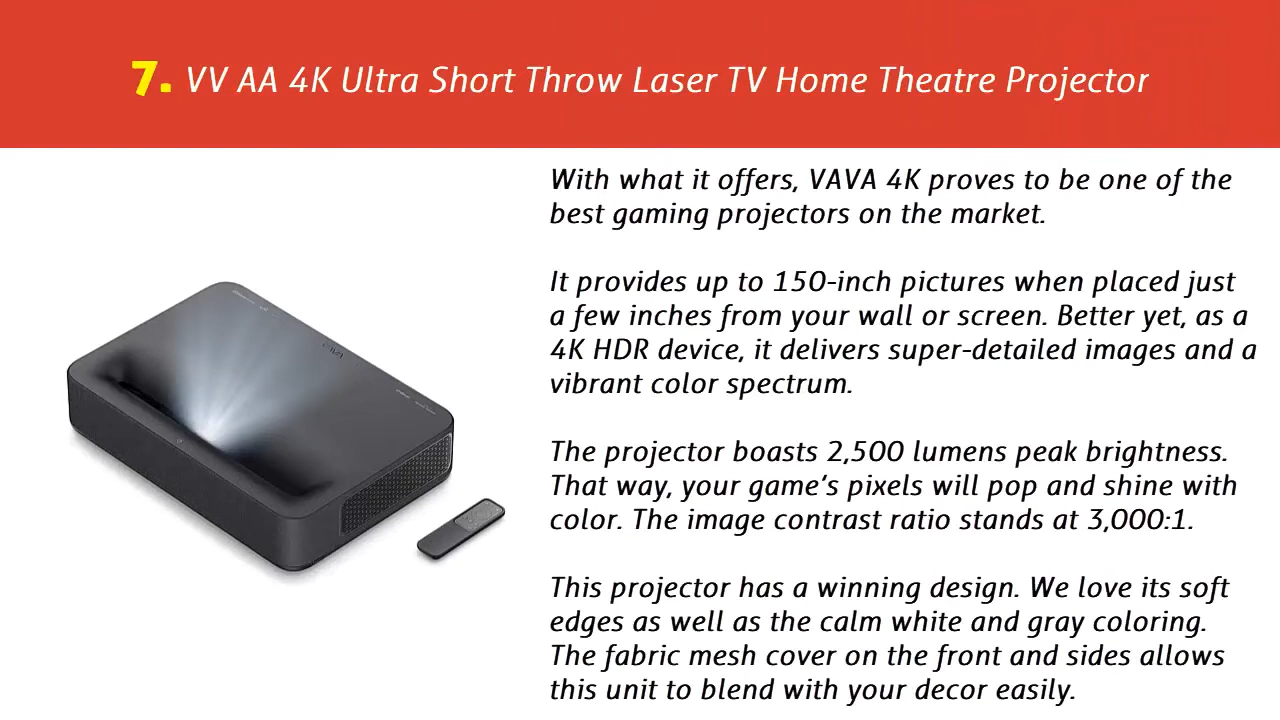 7. VV AA 4K Ultra Short Throw Laser TV Home Theatre Projector
With what it offers, VAVA 4K proves to be one of the
best gaming projectors on the market.
It provides up to 150-inch pictures when placed just
a few inches from your wall or screen. Better yet, as a
4K HDR device, it delivers super-detailed images and a
vibrant color spectrum.
The projector boasts 2,500 lumens peak brightness.
That way, your game’s pixels will pop and shine with
color. The image contrast ratio stands at 3,000:1.
This projector has a winning design. We love its soft
edges as well as the calm white and gray coloring.
The fabric mesh cover on the front and sides allows
this unit to blend with your decor easily.